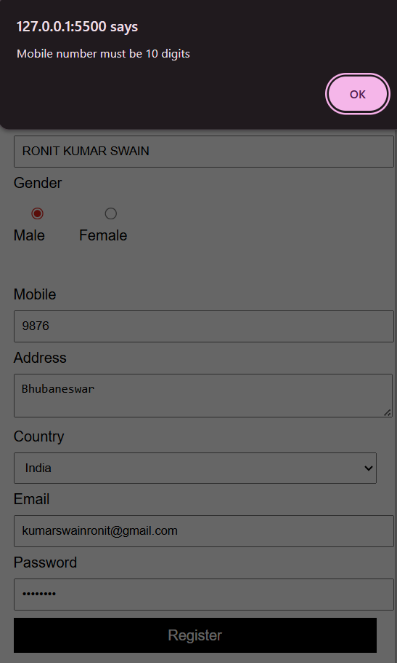 127.0.0.1:5500 says
Mobile number must be 10 digits
OK
RONIT KUMAR SWAIN
Gender
Male Female
Mobile
9876
Address
Bhubaneswar
Country
India
Email
kumarswainronit@gmail.com
Password
••••••••
Register